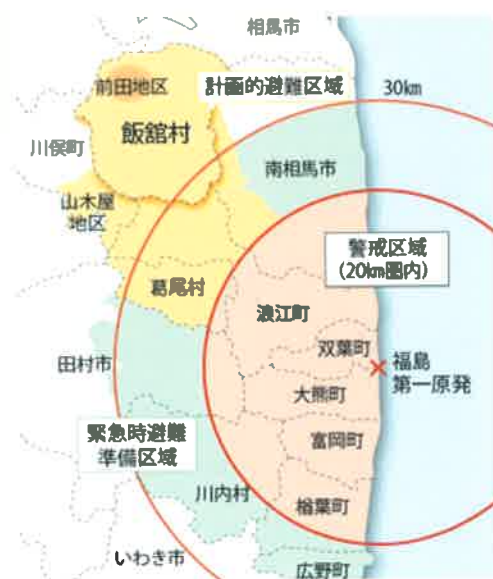 相馬市
前田地区
計画的避難区域
30km
飯舘村
川俣町
南相馬市
山木屋
地区
警戒区域
(20km圏内)
葛尾村
浪江町
双葉町
福島
第一原発
田村市
大熊町
緊急時避難
準備区域
富岡町
川内村
楢葉町
いわき市
広野町